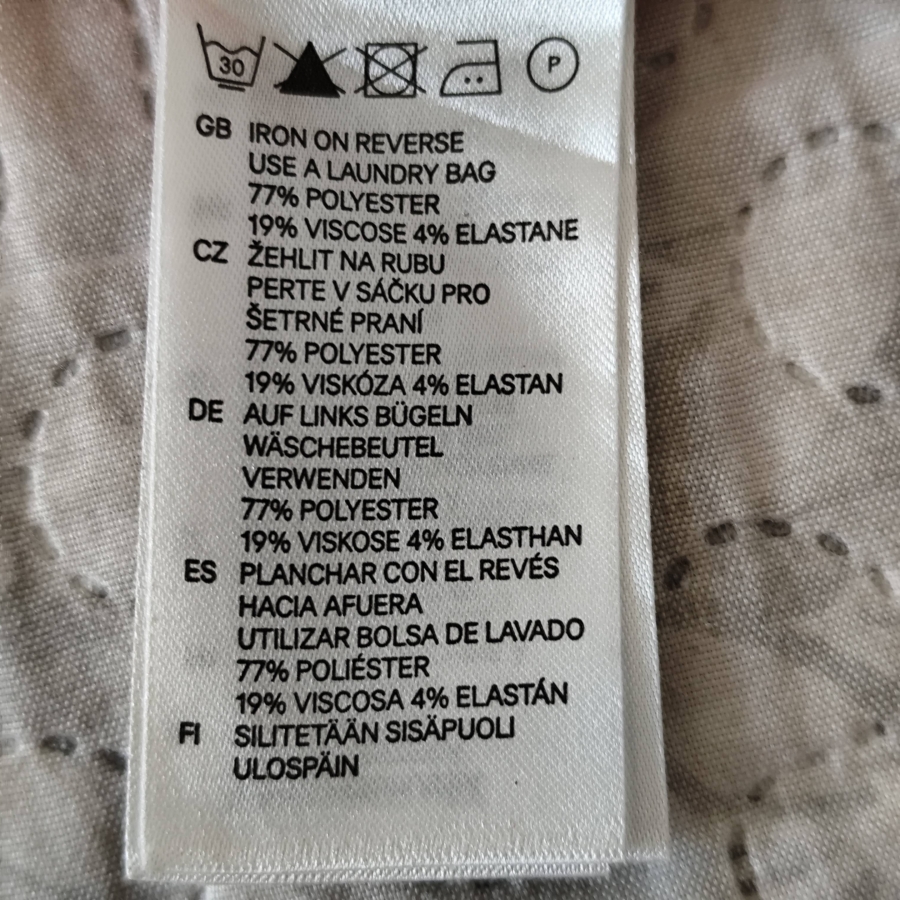 30 P
GB IRON ON REVERSE
USE A LAUNDRY BAG
77% POLYESTER
19% VISCOSE 4% ELASTANE
CZ ŽEHLIT NA RUBU
PERTE V SÁČKU PRO
ŠETRNÉ PRANÍ
77% POLYESTER
19% VISKÓZA 4% ELASTAN
DE AUF LINKS BÜGELN
WÄSCHEBEUTEL
VERWENDEN
77% POLYESTER
19% VISKOSE 4% ELASTHAN
ES PLANCHAR CON EL REVÉS
HACIA AFUERA
UTILIZAR BOLSA DE LAVADO
77% POLIÉSTER
19% VISCOSA 4% ELASTÁN
FI SILITETÄÄN SISÄPUOLI
ULOSPÄIN